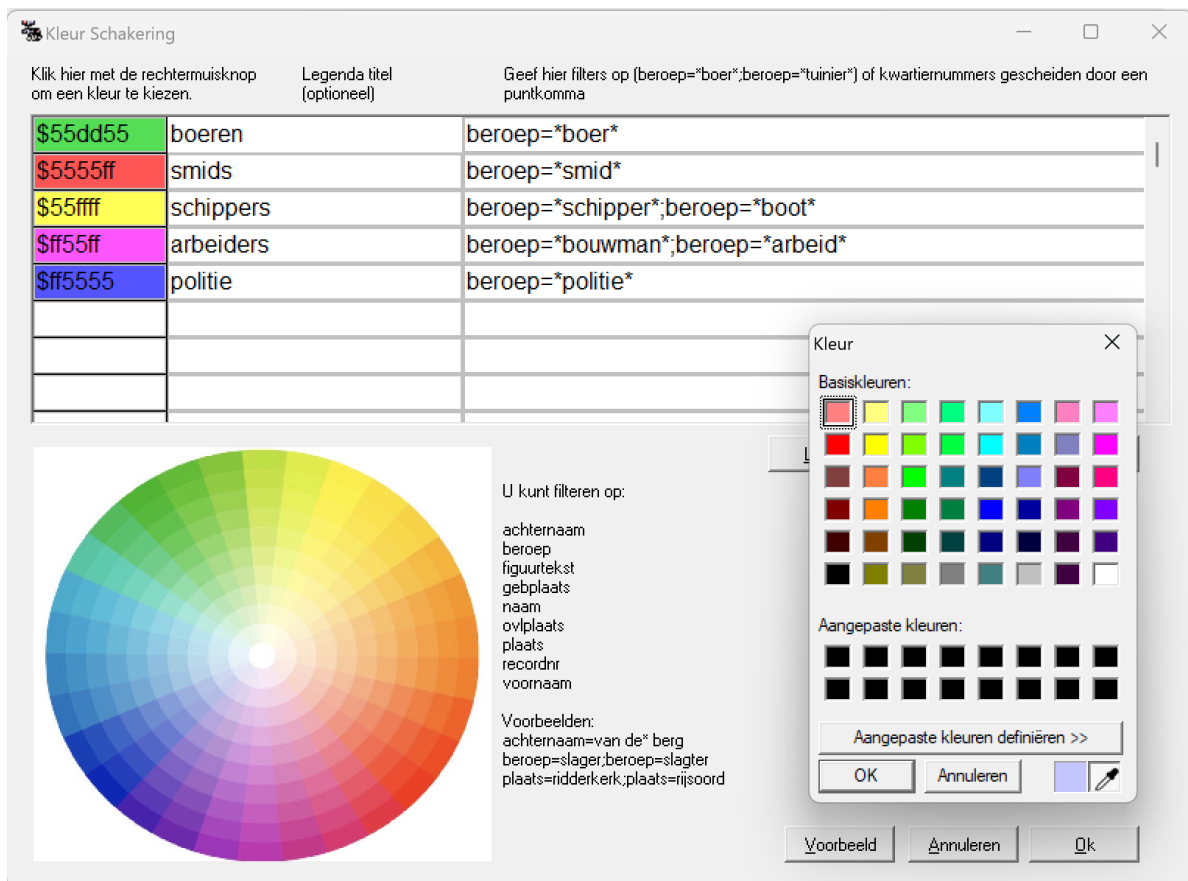 Kleur Schakering
Klik hier met de rechtermuisknop
om een kleur te kiezen.
Legenda titel
(optioneel)
Geef hier filters op (beroep=*boer*;beroep=*tuinier*) of kwartiernummers gescheiden door een
puntkomma
$55dd55 boeren beroep=*boer*
$5555ff smids beroep=*smid*
$55ffff schippers beroep=*schipper*;beroep=*boot*
$ff55ff arbeiders beroep=*bouwman*;beroep=*arbeid*
$ff5555 politie beroep=*politie*
U kunt filteren op:
achternaam
beroep
figuurtekst
gebplaats
naam
ovlplaats
plaats
recordnr
voornaam
Voorbeelden:
achternaam=van de* berg
beroep=slager;beroep=slagter
plaats=ridderkerk;plaats=rijsoord
Kleur
Basiskleuren:
Aangepaste kleuren:
Aangepaste kleuren definiëren >>
OK Annuleren
Voorbeeld Annuleren Ok